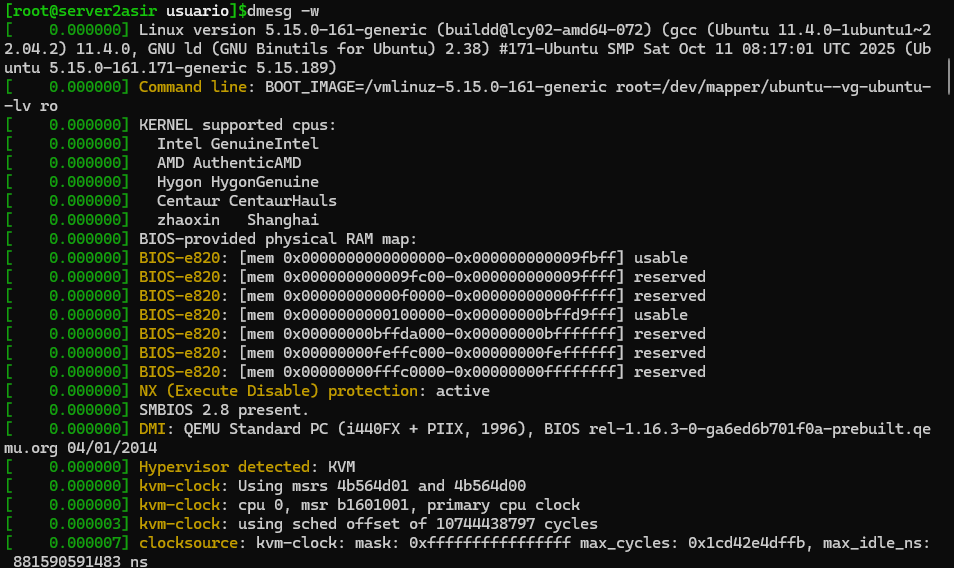 [root@server2asir usuario]$dmesg -w
[    0.000000] Linux version 5.15.0-161-generic (buildd@lcy02-amd64-072) (gcc (Ubuntu 11.4.0-1ubuntu1~2
2.04.2) 11.4.0, GNU ld (GNU Binutils for Ubuntu) 2.38) #171-Ubuntu SMP Sat Oct 11 08:17:01 UTC 2025 (Ub
untu 5.15.0-161.171-generic 5.15.189)
[    0.000000] Command line: BOOT_IMAGE=/vmlinuz-5.15.0-161-generic root=/dev/mapper/ubuntu--vg-ubuntu-
-lv ro
[    0.000000] KERNEL supported cpus:
[    0.000000]   Intel GenuineIntel
[    0.000000]   AMD AuthenticAMD
[    0.000000]   Hygon HygonGenuine
[    0.000000]   Centaur CentaurHauls
[    0.000000]   zhaoxin   Shanghai
[    0.000000] BIOS-provided physical RAM map:
[    0.000000] BIOS-e820: [mem 0x0000000000000000-0x000000000009fbff] usable
[    0.000000] BIOS-e820: [mem 0x000000000009fc00-0x000000000009ffff] reserved
[    0.000000] BIOS-e820: [mem 0x00000000000f0000-0x00000000000fffff] reserved
[    0.000000] BIOS-e820: [mem 0x0000000000100000-0x00000000bffd9fff] usable
[    0.000000] BIOS-e820: [mem 0x00000000bffda000-0x00000000bfffffff] reserved
[    0.000000] BIOS-e820: [mem 0x00000000feffc000-0x00000000feffffff] reserved
[    0.000000] BIOS-e820: [mem 0x00000000fffc0000-0x00000000ffffffff] reserved
[    0.000000] NX (Execute Disable) protection: active
[    0.000000] SMBIOS 2.8 present.
[    0.000000] DMI: QEMU Standard PC (i440FX + PIIX, 1996), BIOS rel-1.16.3-0-ga6ed6b701f0a-prebuilt.qe
mu.org 04/01/2014
[    0.000000] Hypervisor detected: KVM
[    0.000000] kvm-clock: Using msrs 4b564d01 and 4b564d00
[    0.000000] kvm-clock: cpu 0, msr b1601001, primary cpu clock
[    0.000003] kvm-clock: using sched offset of 10744438797 cycles
[    0.000007] clocksource: kvm-clock: mask: 0xffffffffffffffff max_cycles: 0x1cd42e4dffb, max_idle_ns:
 881590591483 ns